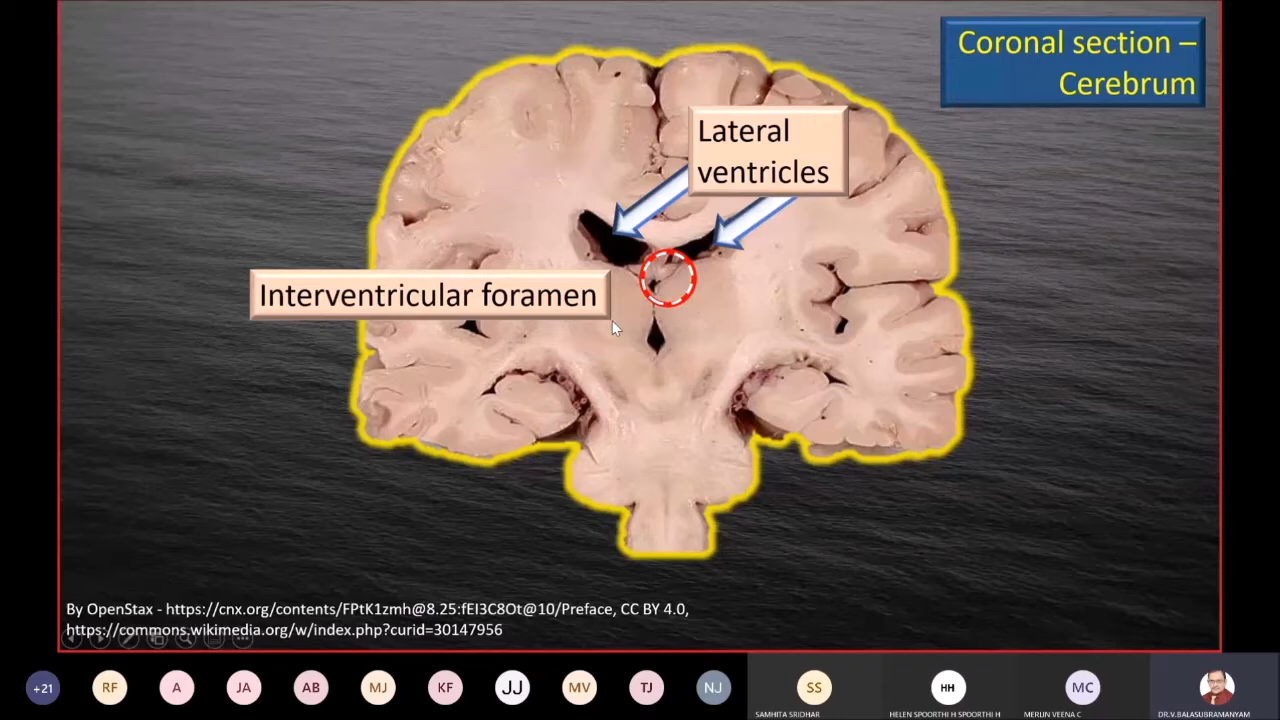 Coronal section –
Cerebrum
Lateral
ventricles
Interventricular foramen
By OpenStax - https://cnx.org/contents/FPtK1zmh@8.25:fEI3C8Ot@10/Preface, CC BY 4.0,
https://commons.wikimedia.org/w/index.php?curid=30147956
+21
RF
A
JA
AB
MJ
KF
JJ
MV
TJ
NJ
SS
HH
MC
SAMHITA SRIDHAR
HELEN SPOORTHI H SPOORTHI H
MERLIN VEENA C
DR.V.BALASUBRAMANYAM